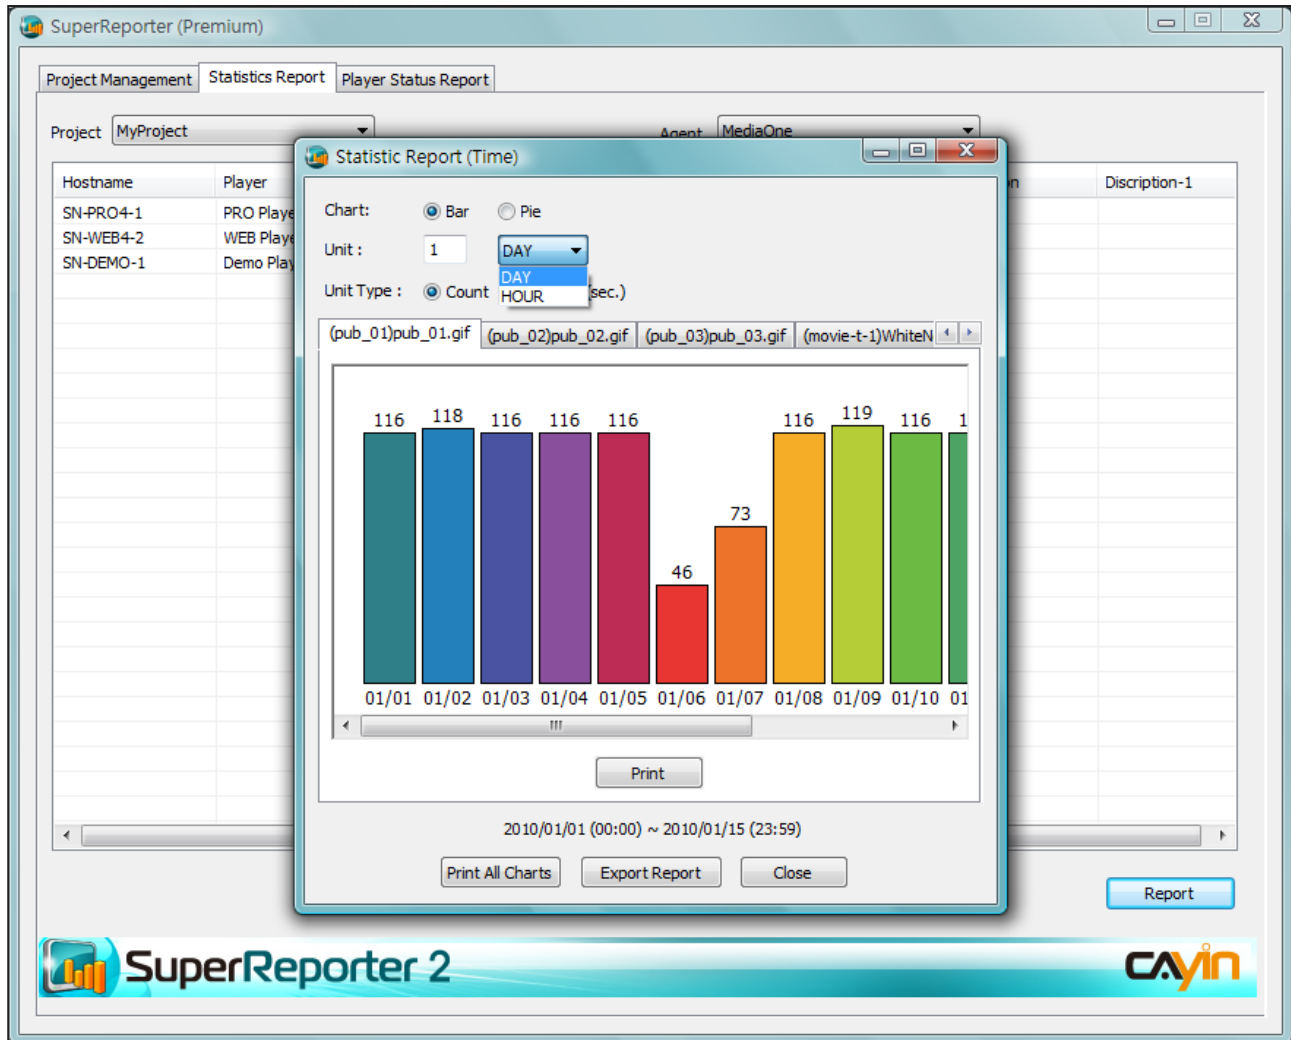 SuperReporter (Premium)
Project Management Statistics Report Player Status Report
Project MyProject Agent MediaOne
Statistic Report (Time)
Hostname Player Discription-1
SN-PRO4-1 PRO Playe
SN-WEB4-2 WEB Playe
SN-DEMO-1 Demo Play
Chart: Bar Pie
Unit : 1 DAY
DAY
HOUR
Unit Type : Count (sec.)
(pub_01)pub_01.gif (pub_02)pub_02.gif (pub_03)pub_03.gif (movie-t-1)WhiteN
116 118 116 116 116 46 73 116 119 116 1
01/01 01/02 01/03 01/04 01/05 01/06 01/07 01/08 01/09 01/10 01
Print
2010/01/01 (00:00) ~ 2010/01/15 (23:59)
Print All Charts Export Report Close
Report
SuperReporter 2 CAYIN